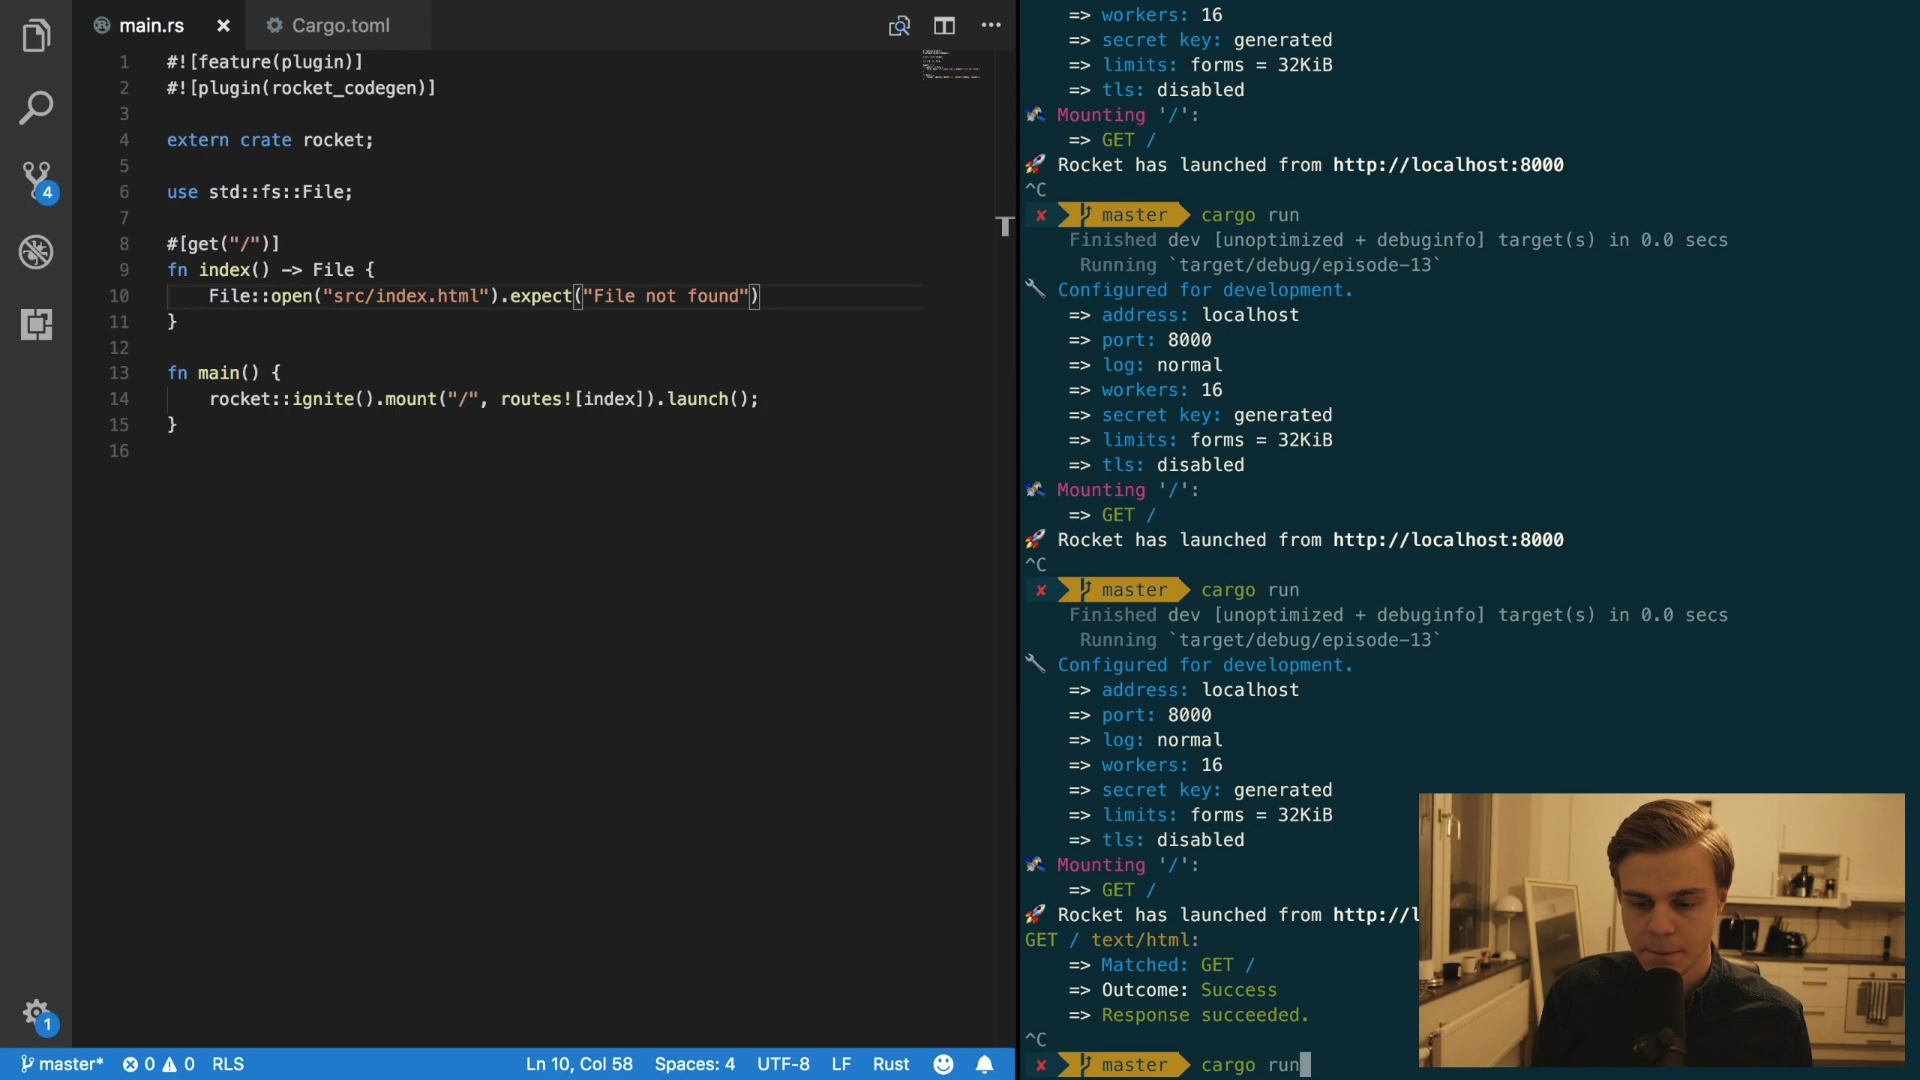 main.rs
Cargo.toml
1 #![feature(plugin)]
2 #![plugin(rocket_codegen)]
3
4 extern crate rocket;
5
6 use std::fs::File;
7
8 #[get("/")]
9 fn index() -> File {
10 File::open("src/index.html").expect("File not found")
11 }
12
13 fn main() {
14 rocket::ignite().mount("/", routes![index]).launch();
15 }
16
4
1
master* 0 0 RLS
Ln 10, Col 58 Spaces: 4 UTF-8 LF Rust
=> workers: 16
=> secret key: generated
=> limits: forms = 32KiB
=> tls: disabled
Mounting '/':
=> GET /
Rocket has launched from http://localhost:8000
^C
✘ master cargo run
Finished dev [unoptimized + debuginfo] target(s) in 0.0 secs
Running `target/debug/episode-13`
Configured for development.
=> address: localhost
=> port: 8000
=> log: normal
=> workers: 16
=> secret key: generated
=> limits: forms = 32KiB
=> tls: disabled
Mounting '/':
=> GET /
Rocket has launched from http://localhost:8000
^C
✘ master cargo run
Finished dev [unoptimized + debuginfo] target(s) in 0.0 secs
Running `target/debug/episode-13`
Configured for development.
=> address: localhost
=> port: 8000
=> log: normal
=> workers: 16
=> secret key: generated
=> limits: forms = 32KiB
=> tls: disabled
Mounting '/':
=> GET /
Rocket has launched from http://l
GET / text/html:
=> Matched: GET /
=> Outcome: Success
=> Response succeeded.
^C
✘ master cargo run